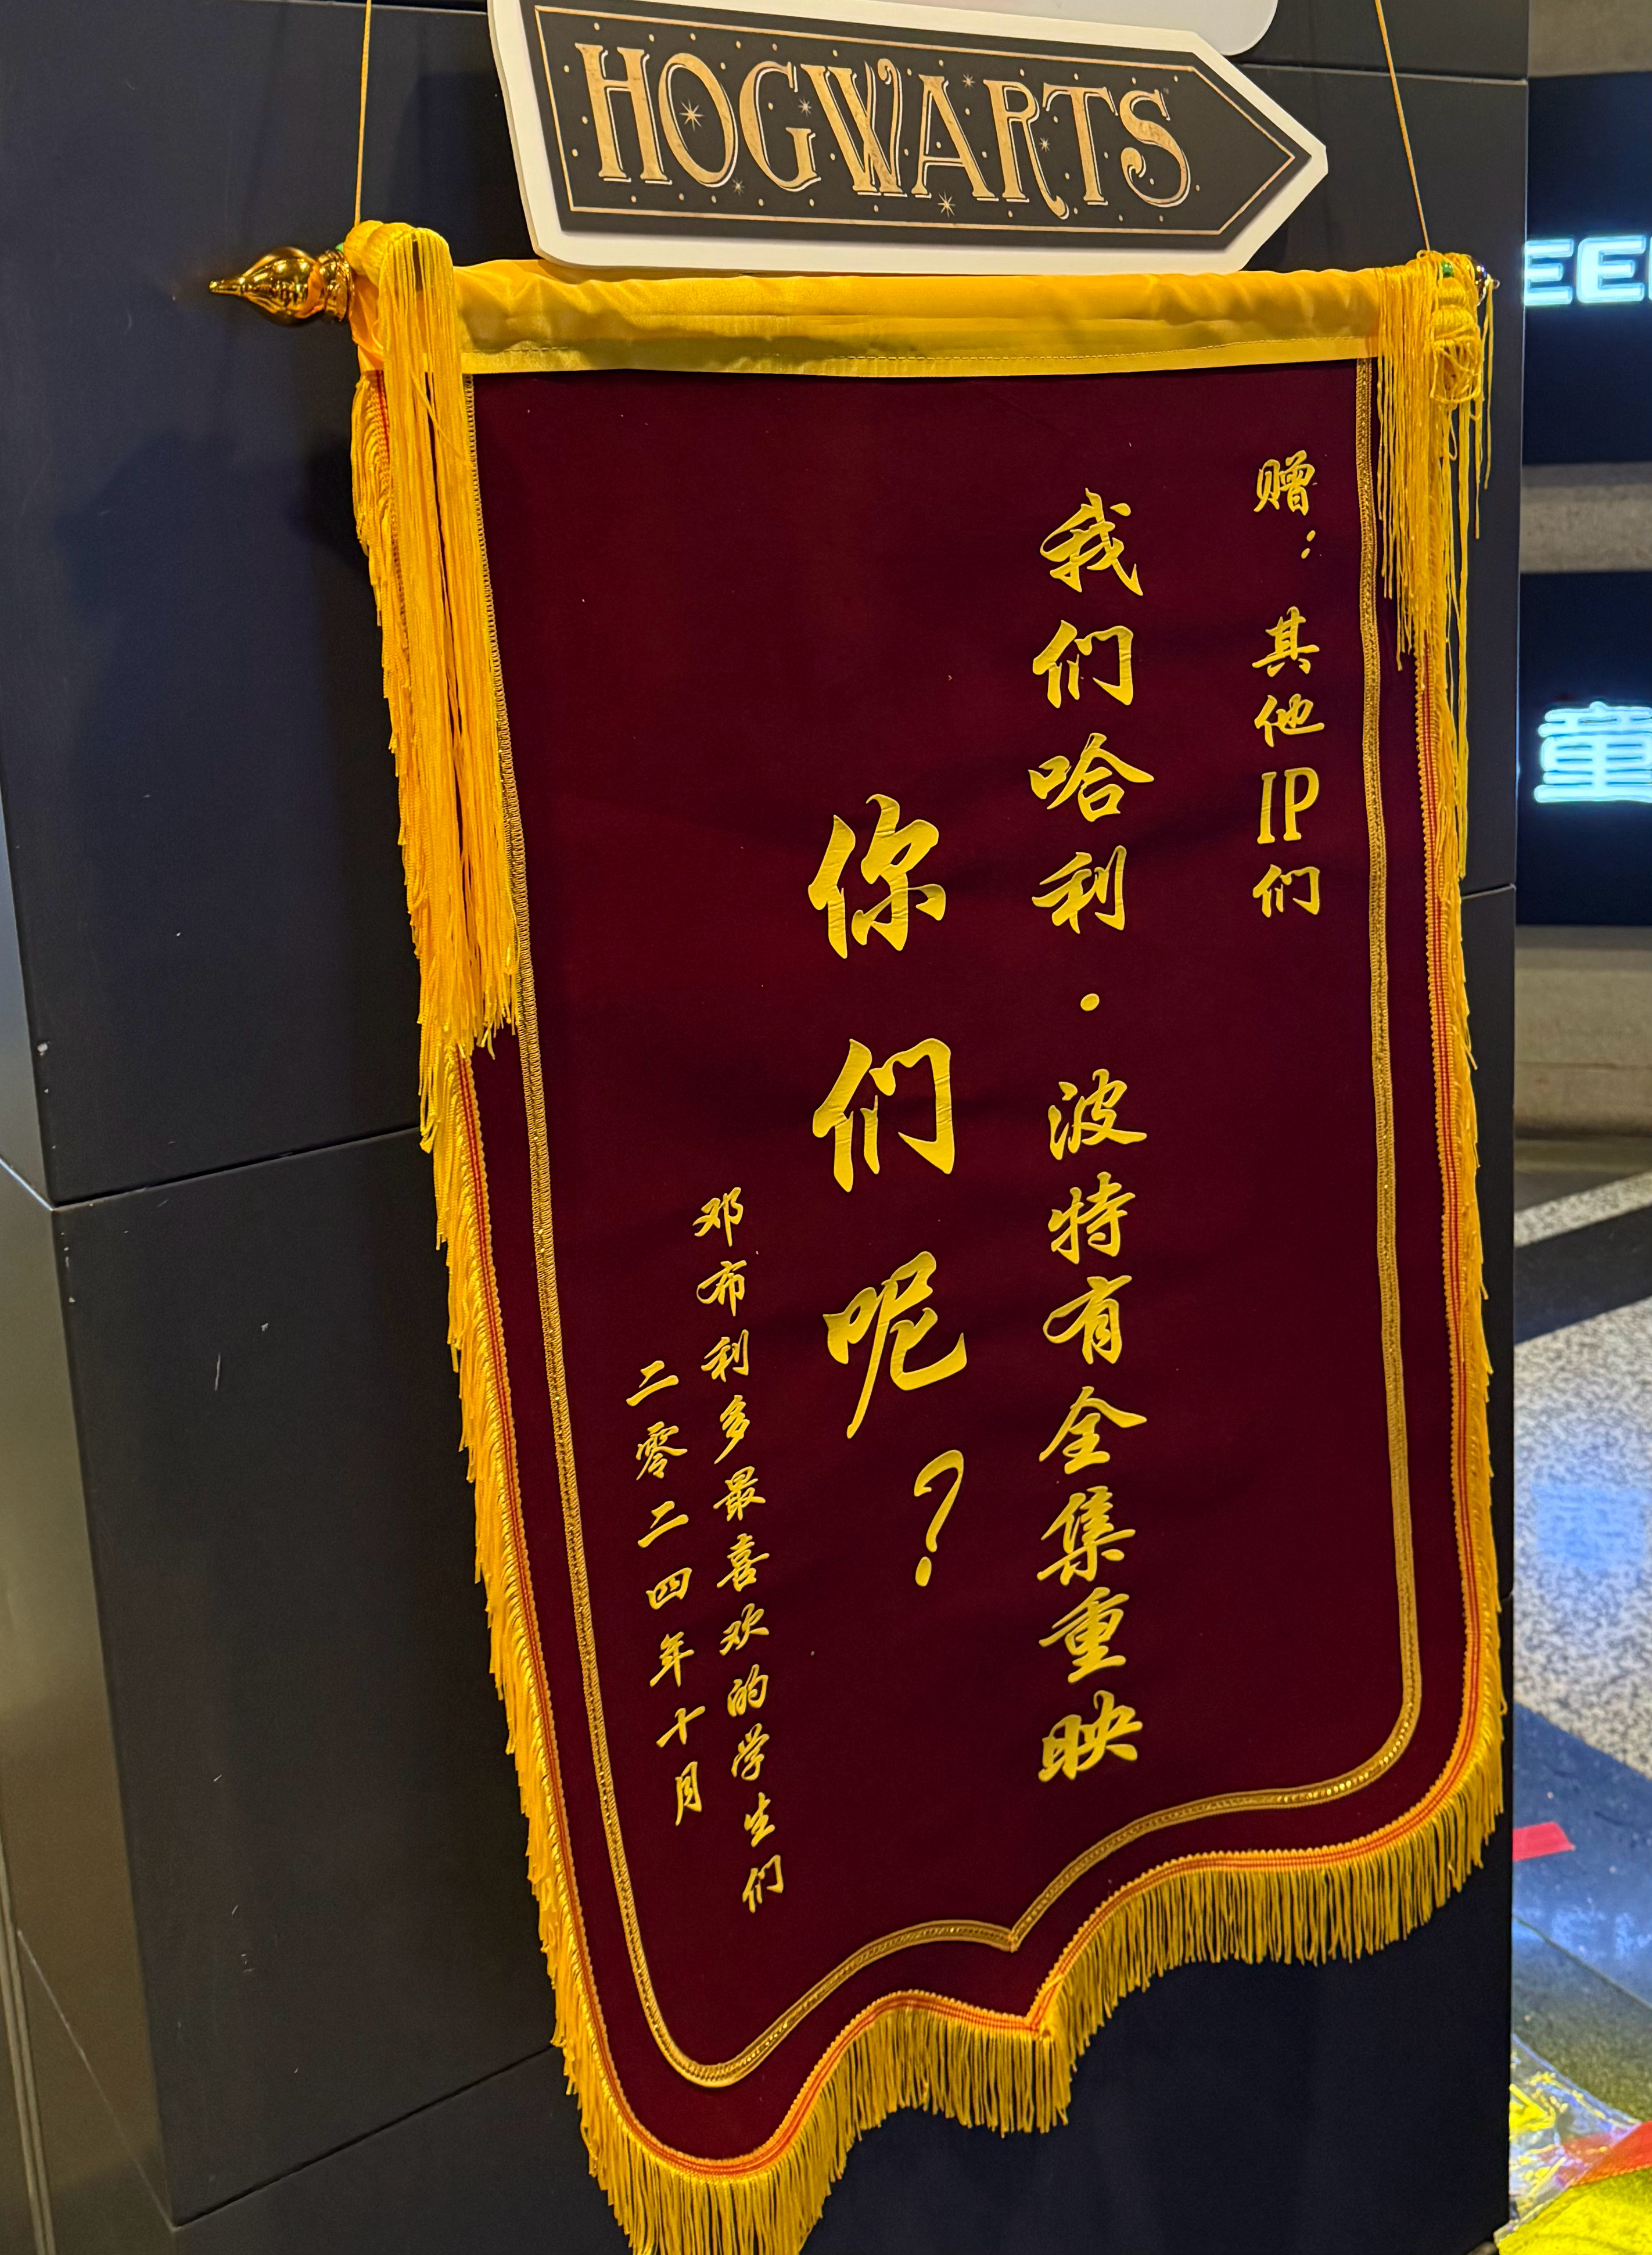 HOGWARTS
赠：其他IP们
我们哈利·波特有全集重映
你们呢？
邓布利多最喜欢的学生们
二零二四年十月
EE
童